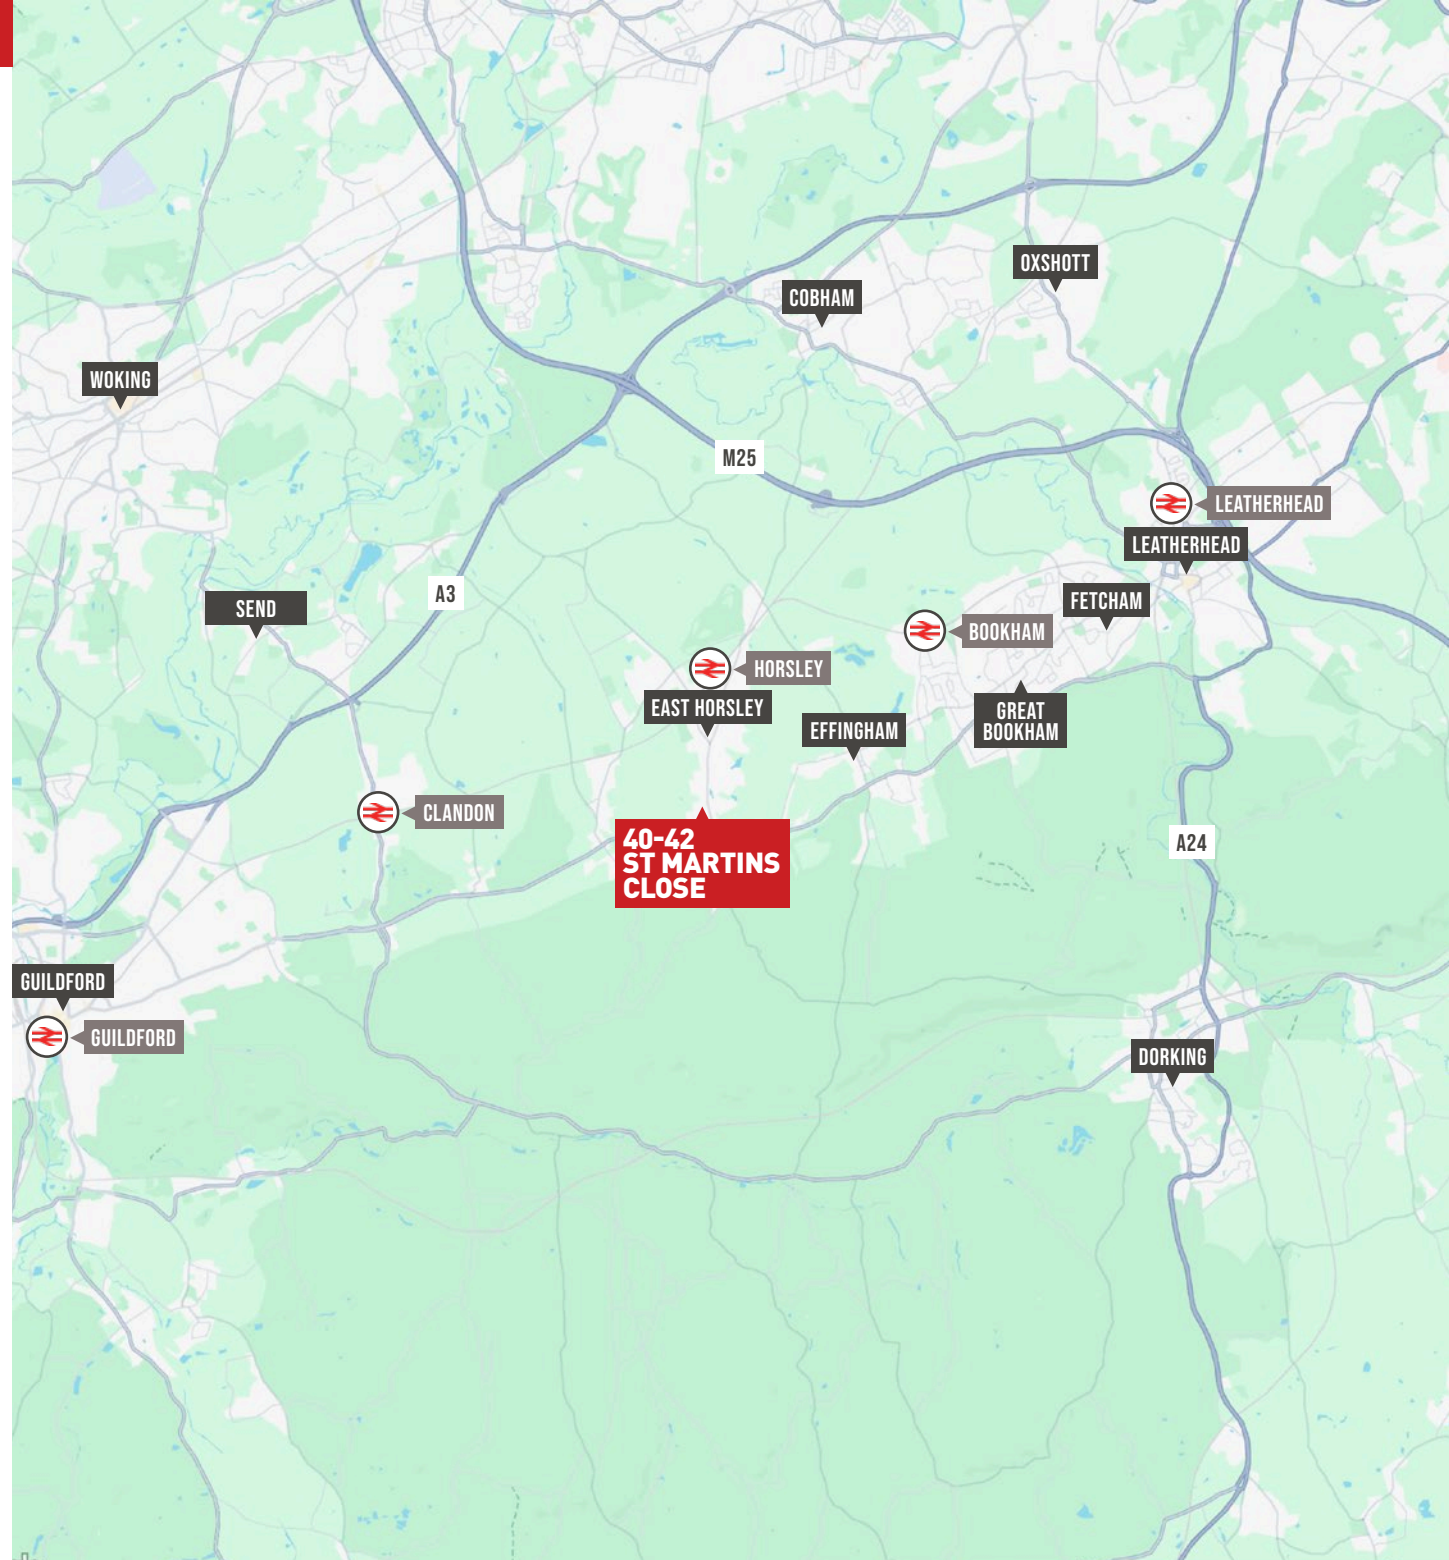 OXSHOTT
COBHAM
WOKING
M25
LEATHERHEAD
LEATHERHEAD
A3
FETCHAM
SEND
BOOKHAM
HORSLEY
EAST HORSLEY
GREAT
BOOKHAM
EFFINGHAM
CLANDON
40-42
ST MARTINS
CLOSE
A24
GUILDFORD
GUILDFORD
DORKING